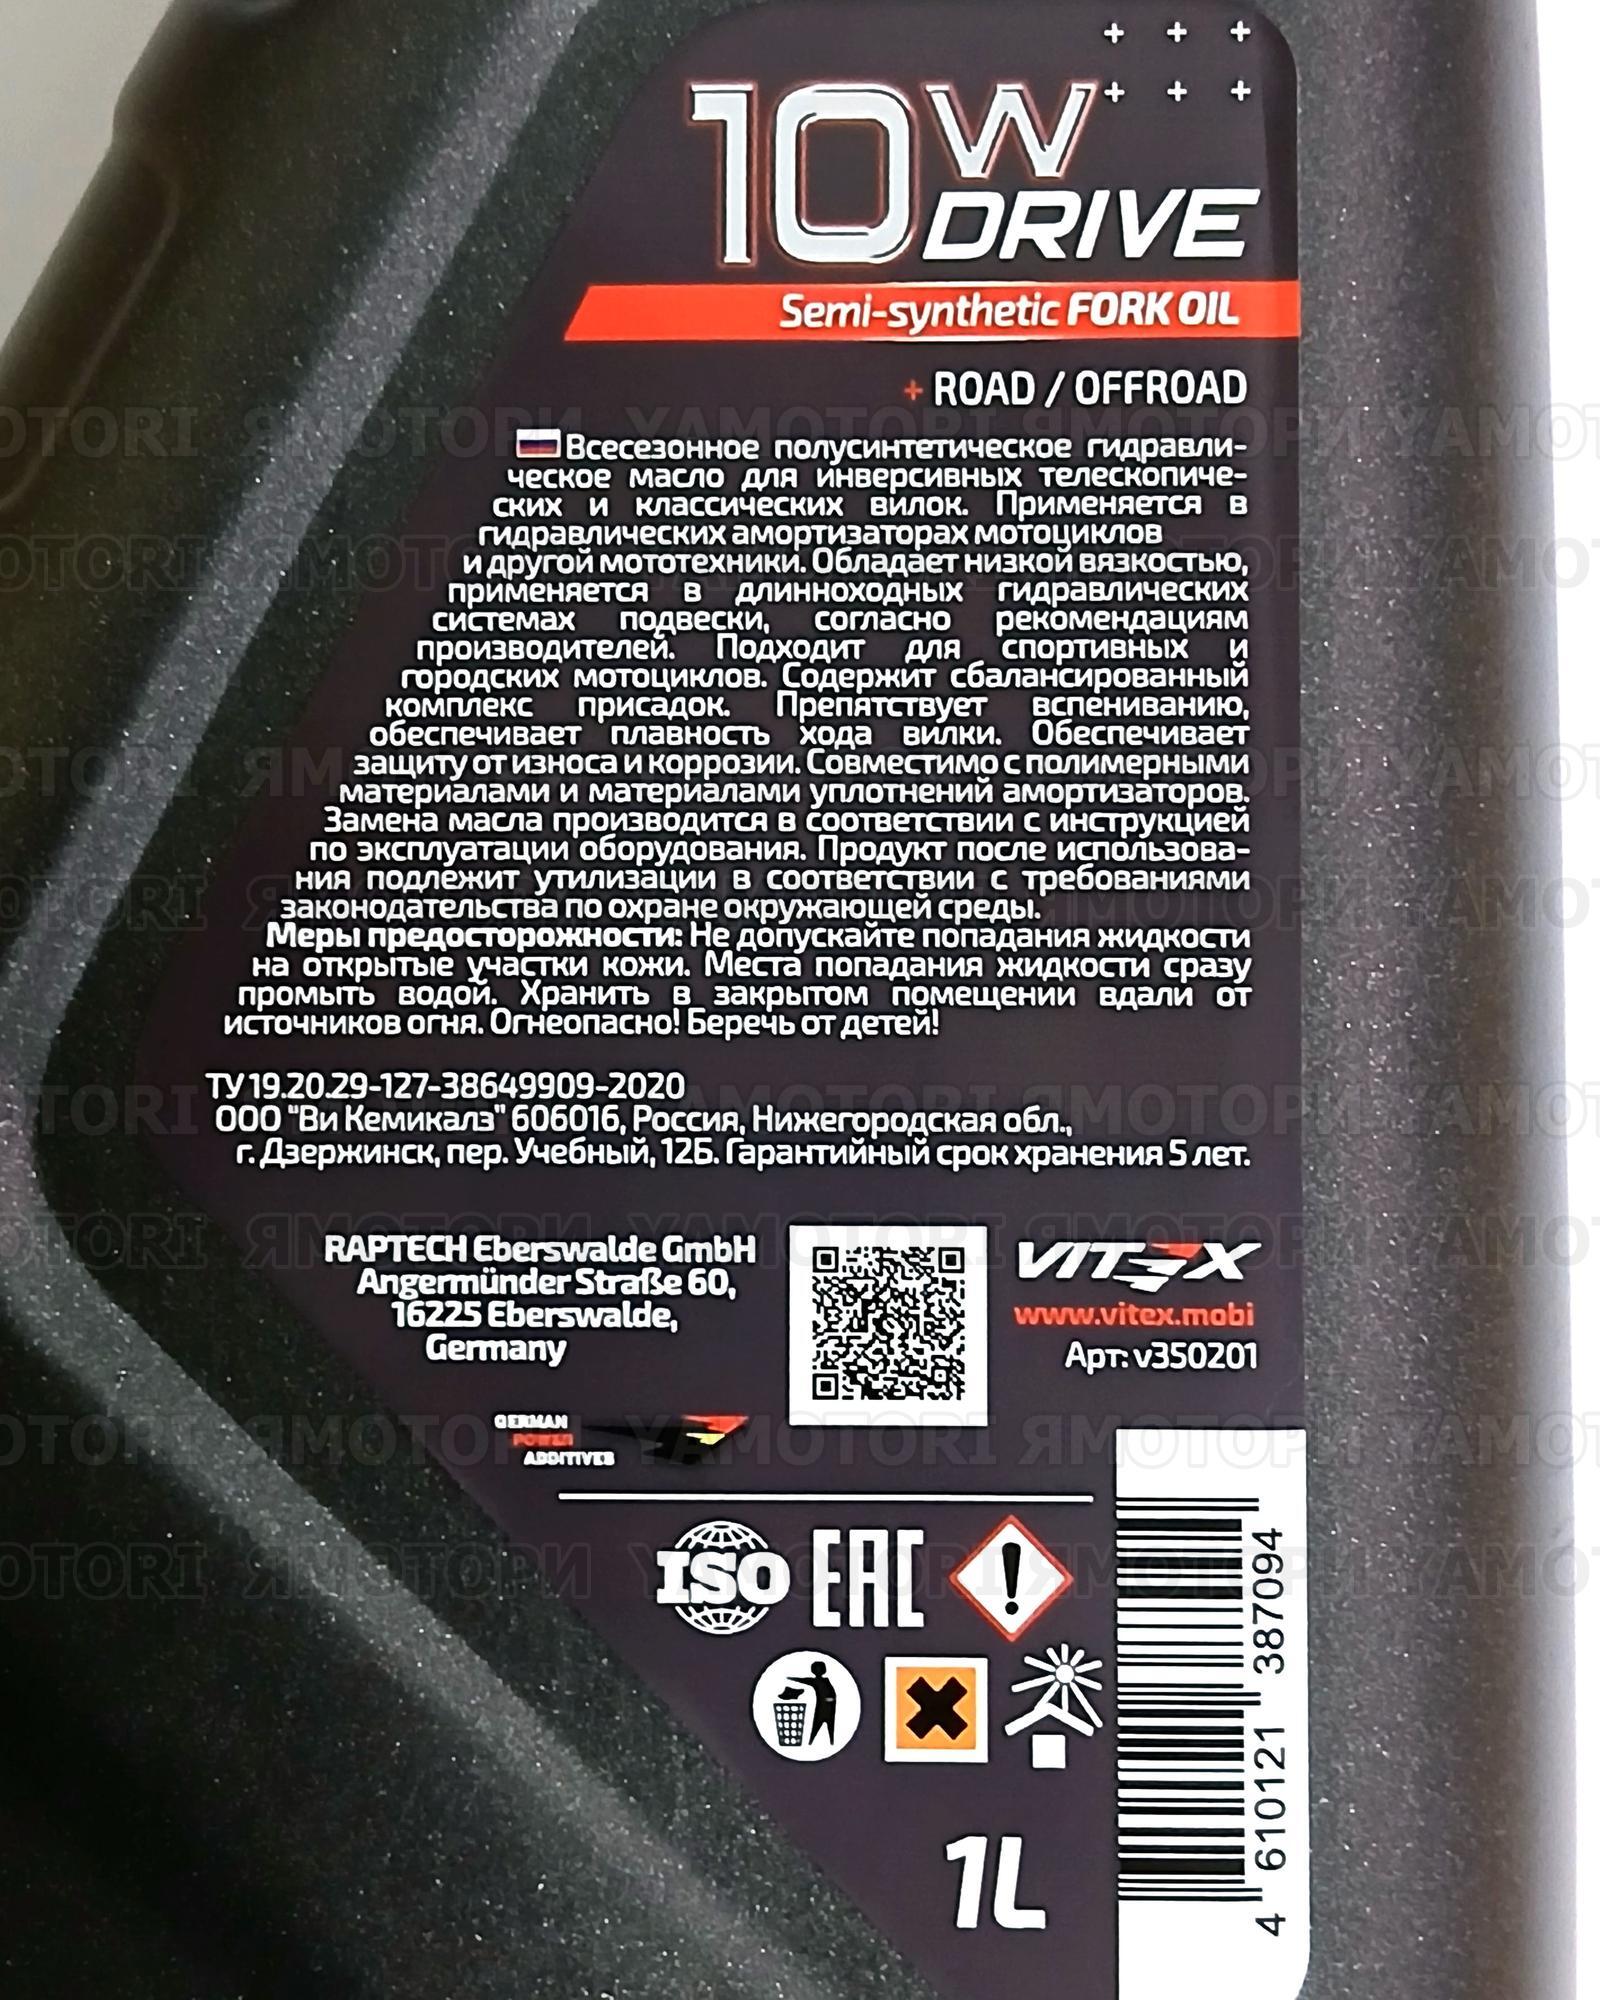 10W
DRIVE
Semi-synthetic FORK OIL
+ ROAD / OFFROAD
Всесезонное полусинтетическое гидравли-
ческое масло для инверсивных телескопиче-
ских и классических вилок. Применяется в
гидравлических амортизаторах мотоциклов
и другой мототехники. Обладает низкой вязкостью,
применяется в длинноходных гидравлических
системах подвески, согласно рекомендациям
производителей. Подходит для спортивных и
городских мотоциклов. Содержит сбалансированный
комплекс присадок. Препятствует вспениванию,
обеспечивает плавность хода вилки. Обеспечивает
защиту от износа и коррозии. Совместимо с полимерными
материалами и материалами уплотнений амортизаторов.
Замена масла производится в соответствии с инструкцией
по эксплуатации оборудования. Продукт после использова-
ния подлежит утилизации в соответствии с требованиями
законодательства по охране окружающей среды.
Меры предосторожности: Не допускайте попадания жидкости
на открытые участки кожи. Места попадания жидкости сразу
промыть водой. Хранить в закрытом помещении вдали от
источников огня. Огнеопасно! Беречь от детей!
ТУ 19.20.29-127-38649909-2020
ООО "Ви Кемикалз" 606016, Россия, Нижегородская обл.,
г. Дзержинск, пер. Учебный, 12Б. Гарантийный срок хранения 5 лет.
RAPTECH Eberswalde GmbH
Angermünder Straße 60,
16225 Eberswalde,
Germany
VITEX
www.vitex.mobi
Арт: v350201
GERMAN
POWER
ADDITIVES
ISO
EAC
1L
4 610121 387094
ЯМОТОРИ YAMOTORI